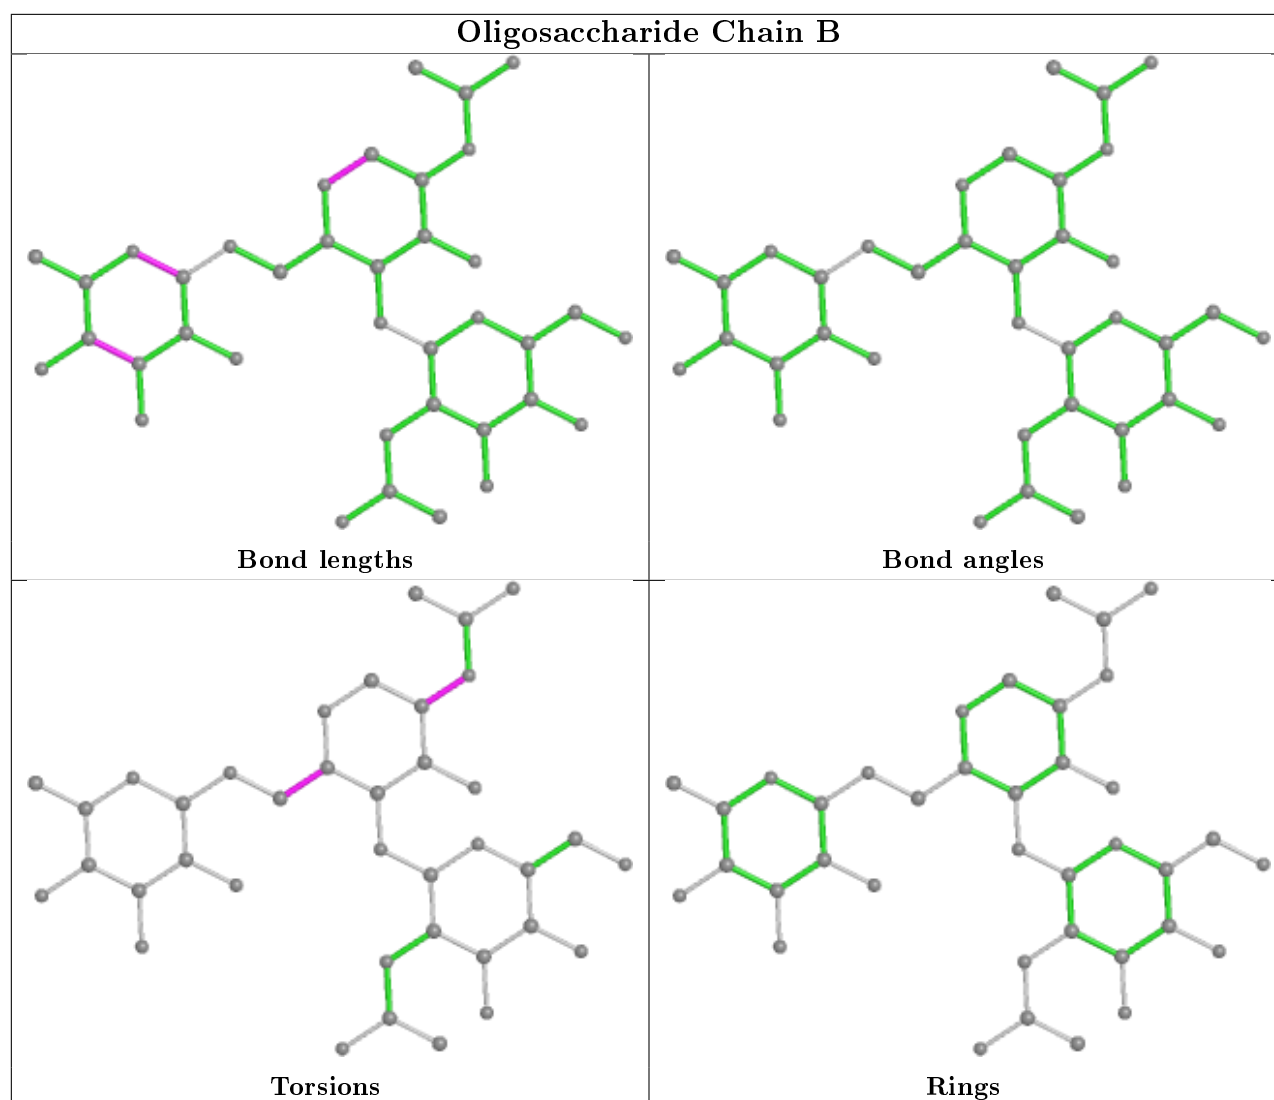 Oligosaccharide Chain B
Bond lengths
Bond angles
Torsions
Rings